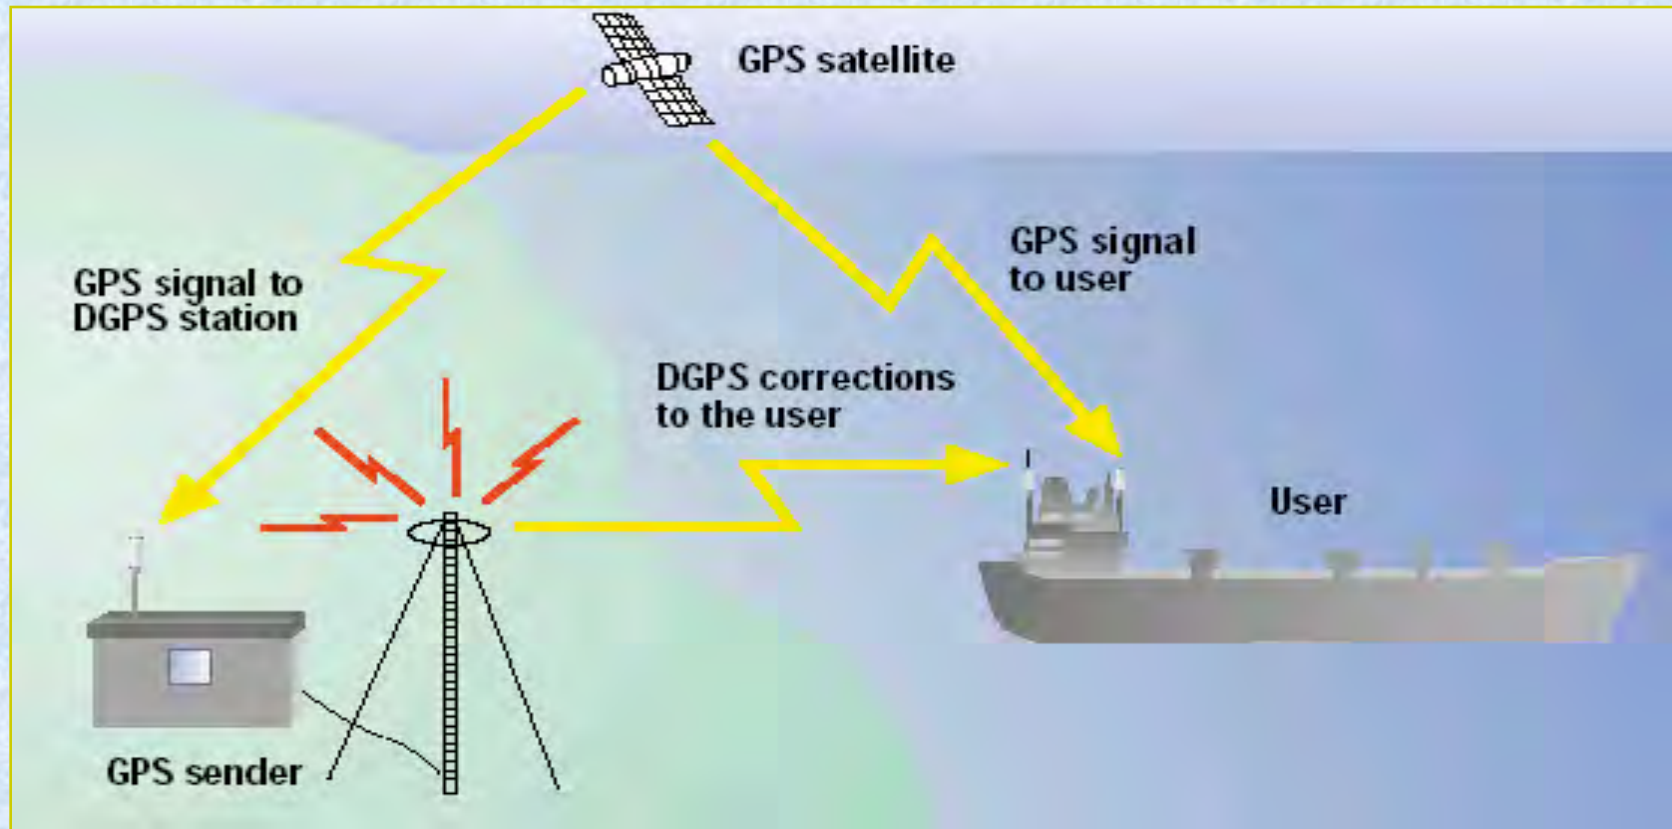 GPS satellite
GPS signal
to user
GPS signal to
DGPS station
DGPS corrections
to the user
User
GPS sender